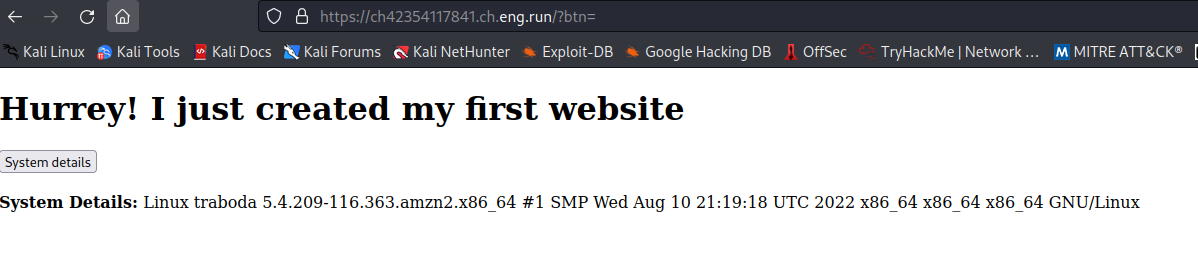 https://ch42354117841.ch.eng.run/?btn=
Kali Linux Kali Tools Kali Docs Kali Forums Kali NetHunter Exploit-DB Google Hacking DB OffSec TryHackMe | Network ... M MITRE ATT&CK®
Hurrey! I just created my first website
System details
System Details: Linux traboda 5.4.209-116.363.amzn2.x86_64 #1 SMP Wed Aug 10 21:19:18 UTC 2022 x86_64 x86_64 x86_64 GNU/Linux